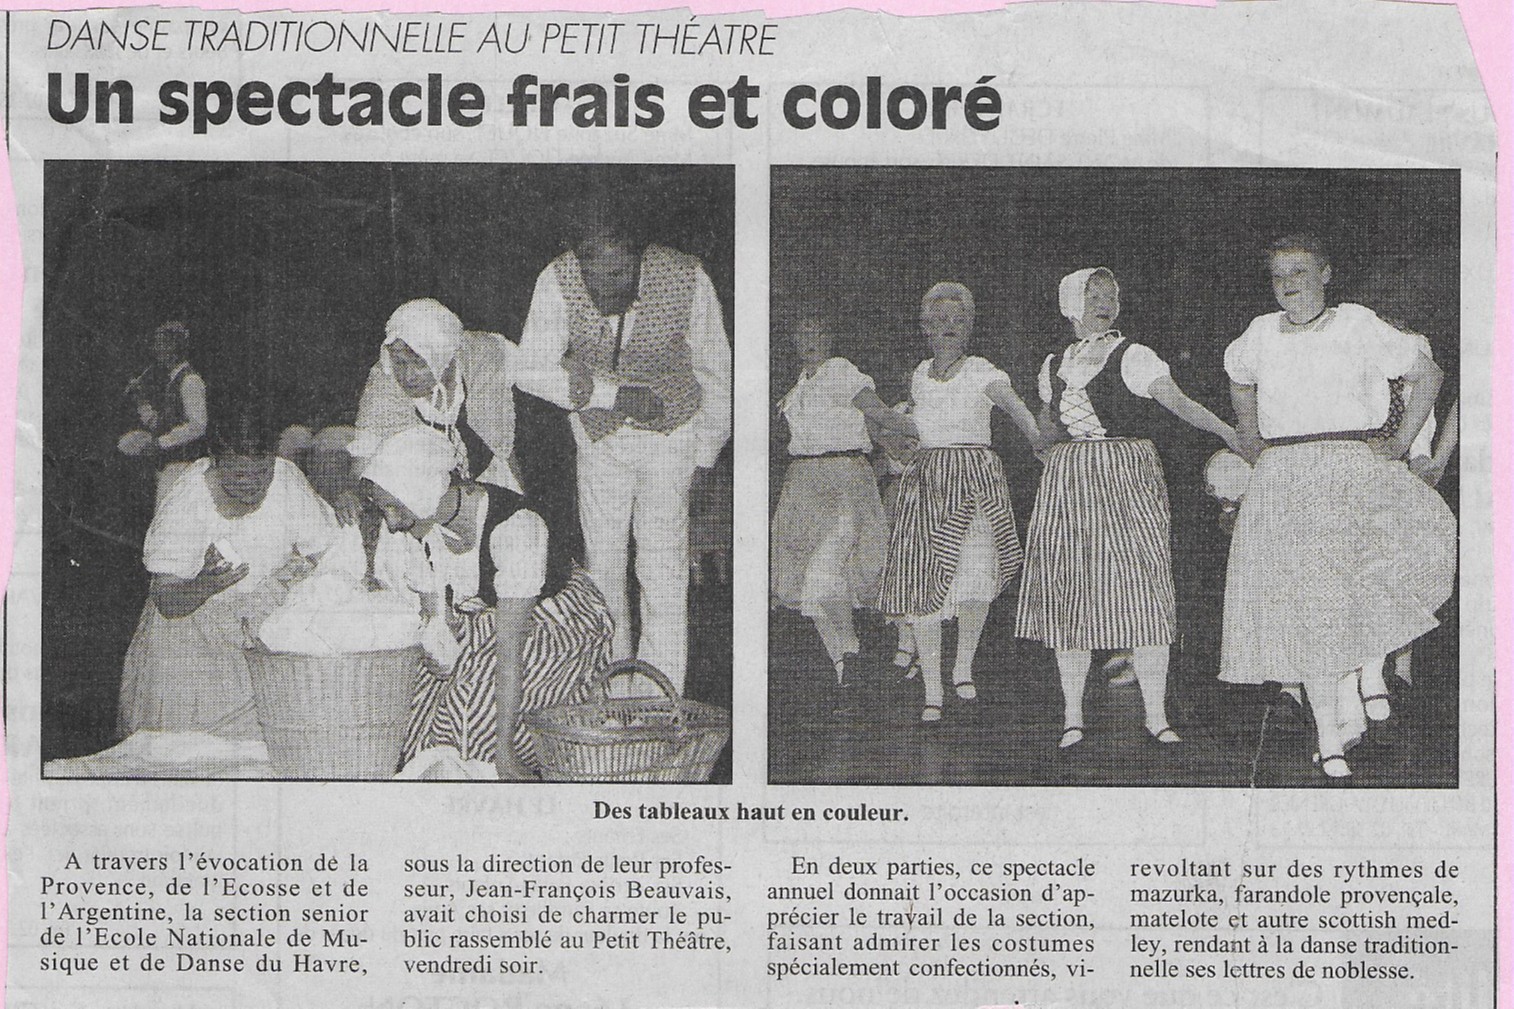 DANSE TRADITIONNELLE AU PETIT THÉATRE
Un spectacle frais et coloré
Des tableaux haut en couleur.
A travers l'évocation de la
Provence, de l'Ecosse et de
l'Argentine, la section senior
de l'Ecole Nationale de Mu-
sique et de Danse du Havre,
sous la direction de leur profes-
seur, Jean-François Beauvais,
avait choisi de charmer le pu-
blic rassemblé au Petit Théâtre,
vendredi soir.
En deux parties, ce spectacle
annuel donnait l'occasion d'ap-
précier le travail de la section,
faisant admirer les costumes
spécialement confectionnés, vi-
revoltant sur des rythmes de
mazurka, farandole provençale,
matelote et autre scottish med-
ley, rendant à la danse tradition-
nelle ses lettres de noblesse.